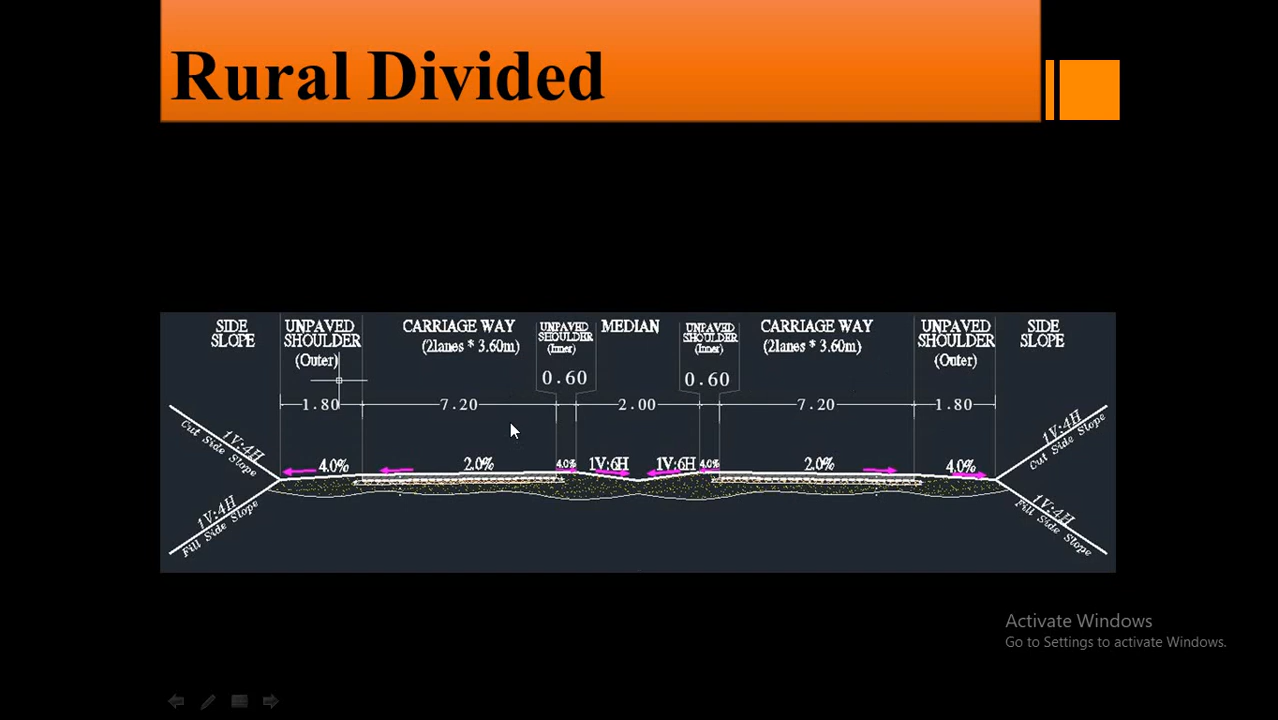 Rural Divided
SIDE
SLOPE
UNPAVED
SHOULDER
(Outer)
CARRIAGE WAY
(2lanes * 3.60m)
UNPAVED
SHOULDER
(Inner)
MEDIAN
UNPAVED
SHOULDER
(Inner)
CARRIAGE WAY
(2lanes * 3.60m)
UNPAVED
SHOULDER
(Outer)
SIDE
SLOPE
0.60
0.60
1.80
7.20
2.00
7.20
1.80
1V:4H
Cut Side Slope
4.0%
2.0%
4.0%
1V:6H
1V:6H
4.0%
2.0%
4.0%
1V:4H
Cut Side Slope
1V:4H
Fill Side Slope
1V:4H
Fill Side Slope
Activate Windows
Go to Settings to activate Windows.